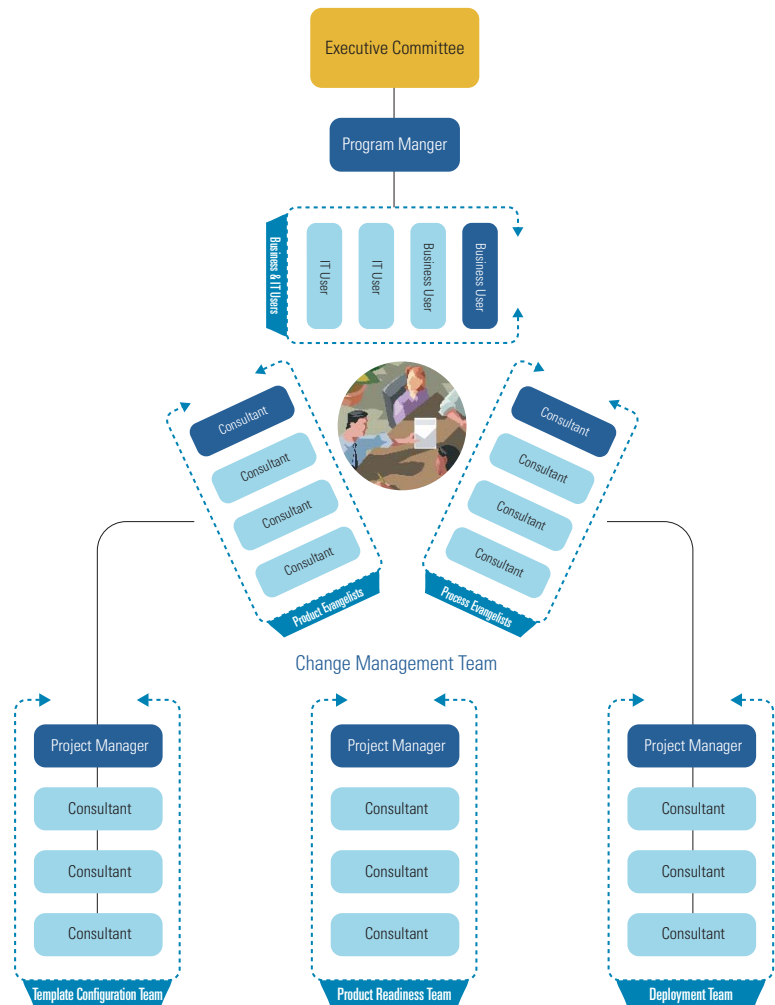 Executive Committee
Program Manger
Business & IT Users
IT User
IT User
Business User
Business User
Consultant
Consultant
Consultant
Consultant
Product Evangelists
Consultant
Consultant
Consultant
Consultant
Process Evangelists
Change Management Team
Project Manager
Consultant
Consultant
Consultant
Template Configuration Team
Project Manager
Consultant
Consultant
Consultant
Product Readiness Team
Project Manager
Consultant
Consultant
Consultant
Deployment Team